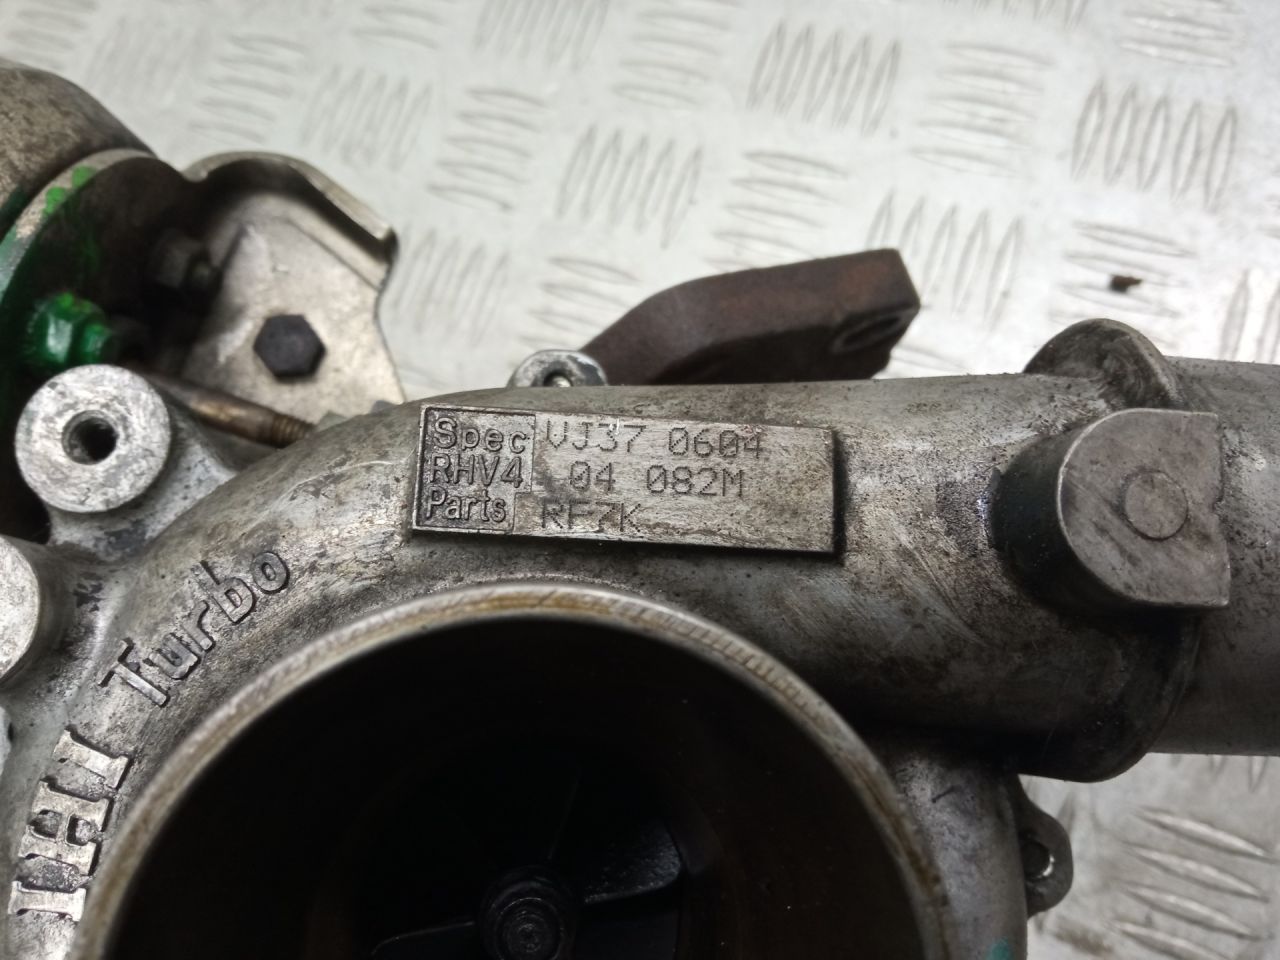 Spec VJ37 0604
RHV4 04 082M
Parts RF7K
IHI Turbo